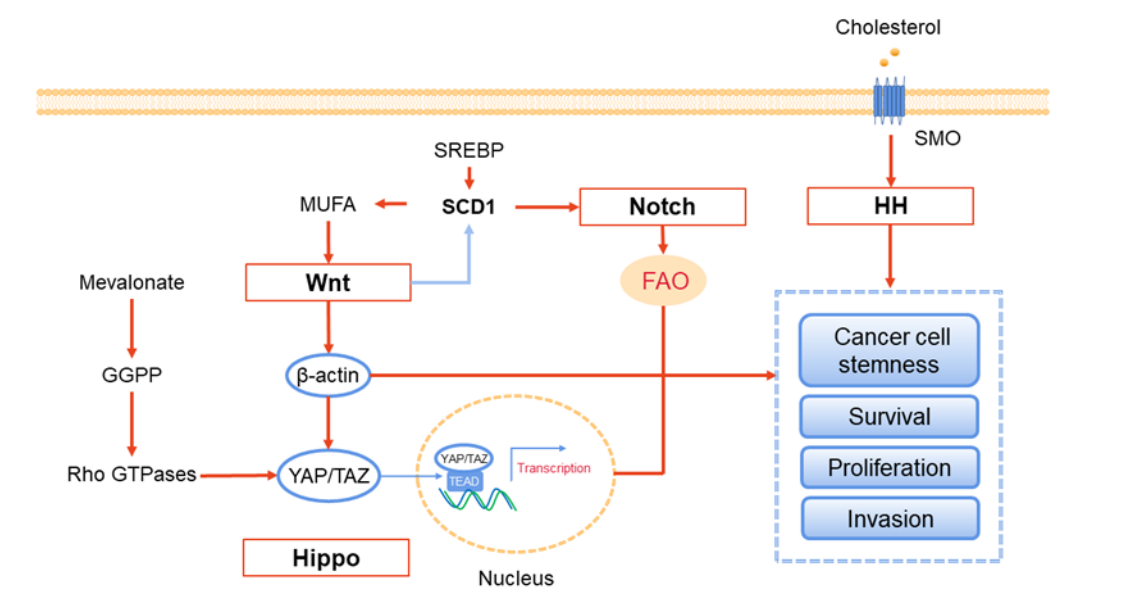 Cholesterol
SMO
SREBP
MUFA
SCD1
Notch
HH
Mevalonate
Wnt
FAO
GGPP
β-actin
Cancer cell
stemness
Survival
Proliferation
Invasion
Rho GTPases
YAP/TAZ
YAP/TAZ
TEAD
Transcription
Hippo
Nucleus